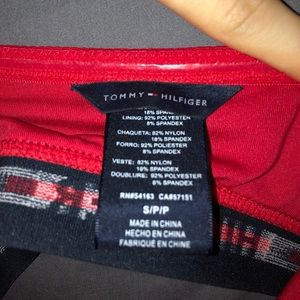 TOMMY HILFIGER
18% SPANDEX
LINING: 92% POLYESTER
8% SPANDEX
CHAQUETA: 82% NYLON
18% SPANDEX
FORRO: 92% POLIESTER
8% SPANDEX
VESTE: 82% NYLON
18% SPANDEX
DOUBLURE: 92% POLYESTER
8% SPANDEX
RN#54163 CA#57151
S/P/P
MADE IN CHINA
HECHO EN CHINA
FABRIQUÉ EN CHINE